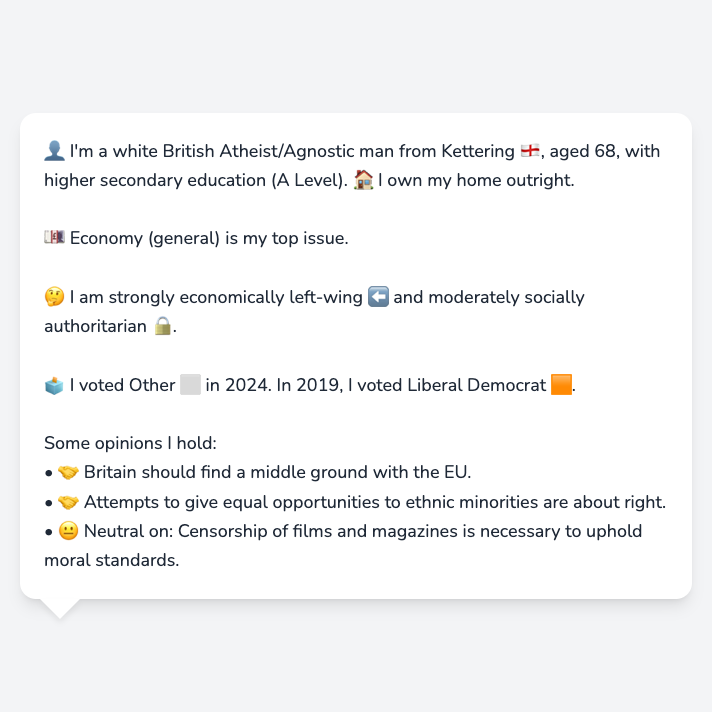 👤 I'm a white British Atheist/Agnostic man from Kettering 🏴󠁧󠁢󠁥󠁮󠁧󠁿, aged 68, with
higher secondary education (A Level). 🏠 I own my home outright.
💷 Economy (general) is my top issue.
🤔 I am strongly economically left-wing ⬅️ and moderately socially
authoritarian 🔒.
🗳️ I voted Other ⬜ in 2024. In 2019, I voted Liberal Democrat 🟧.
Some opinions I hold:
• 🤝 Britain should find a middle ground with the EU.
• 🤝 Attempts to give equal opportunities to ethnic minorities are about right.
• 😐 Neutral on: Censorship of films and magazines is necessary to uphold
moral standards.